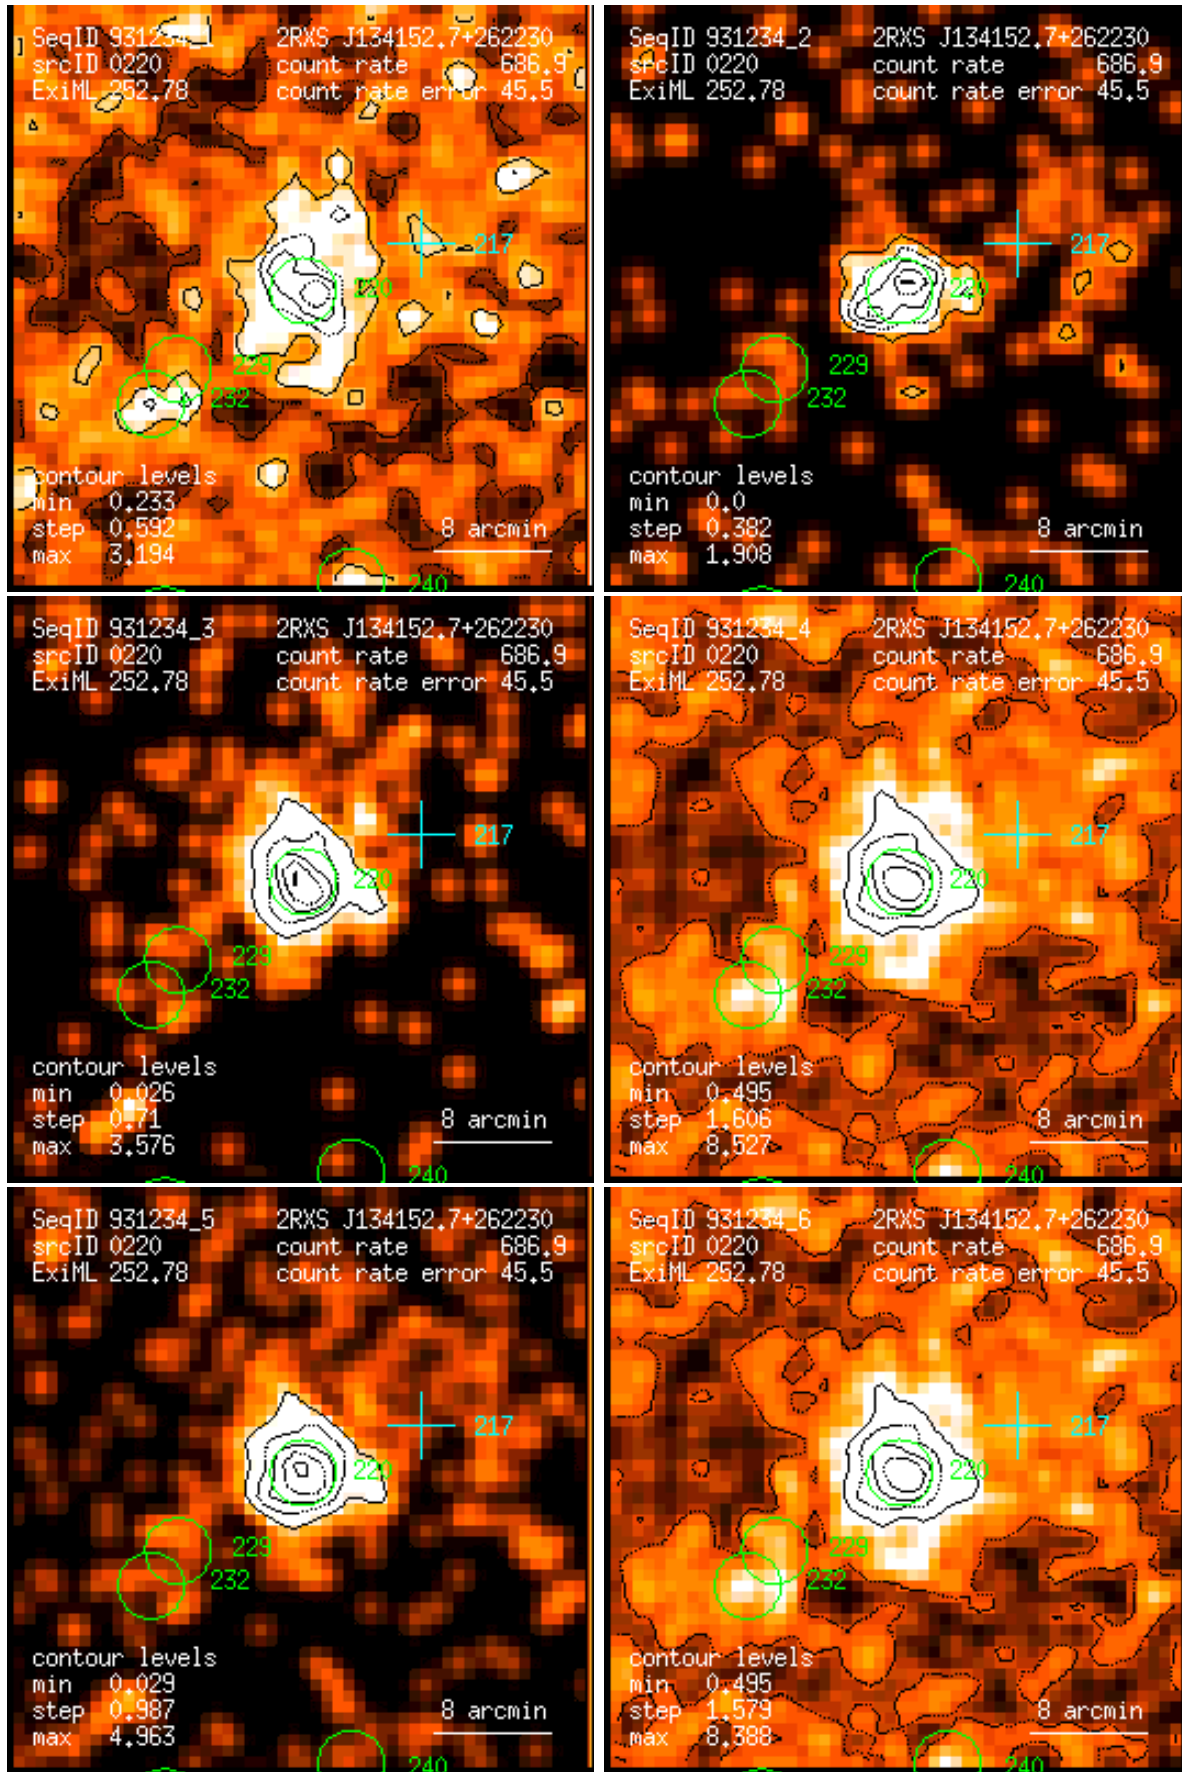 SeqID 931234_1 2RXS J134152.7+262230
srcID 0220 count rate 686.9
ExiML 252.78 count rate error 45.5
217
220
229
232
contour levels
min 0.233
step 0.592 8 arcmin
max 3.194
240
SeqID 931234_2 2RXS J134152.7+262230
srcID 0220 count rate 686.9
ExiML 252.78 count rate error 45.5
217
220
229
232
contour levels
min 0.0
step 0.382 8 arcmin
max 1.908
240
SeqID 931234_3 2RXS J134152.7+262230
srcID 0220 count rate 686.9
ExiML 252.78 count rate error 45.5
217
220
229
232
contour levels
min 0.026
step 0.71 8 arcmin
max 3.576
240
SeqID 931234_4 2RXS J134152.7+262230
srcID 0220 count rate 686.9
ExiML 252.78 count rate error 45.5
217
220
229
232
contour levels
min 0.495
step 1.606 8 arcmin
max 8.527
240
SeqID 931234_5 2RXS J134152.7+262230
srcID 0220 count rate 686.9
ExiML 252.78 count rate error 45.5
217
220
229
232
contour levels
min 0.029
step 0.987 8 arcmin
max 4.963
240
SeqID 931234_6 2RXS J134152.7+262230
srcID 0220 count rate 686.9
ExiML 252.78 count rate error 45.5
217
220
229
232
contour levels
min 0.495
step 1.579 8 arcmin
max 8.388
240